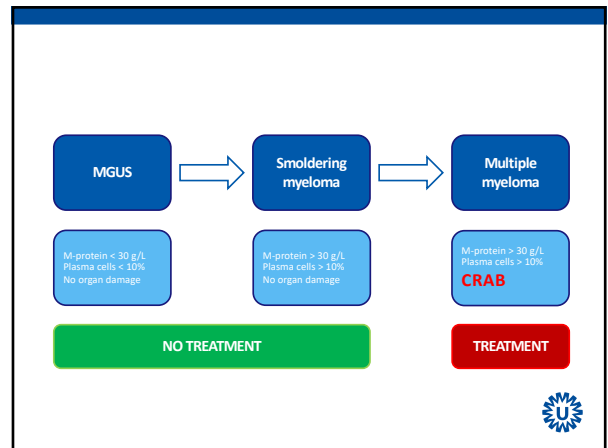 MGUS
Smoldering
myeloma
Multiple
myeloma
M-protein < 30 g/L
Plasma cells < 10%
No organ damage
M-protein > 30 g/L
Plasma cells > 10%
No organ damage
M-protein > 30 g/L
Plasma cells > 10%
CRAB
NO TREATMENT
TREATMENT
U